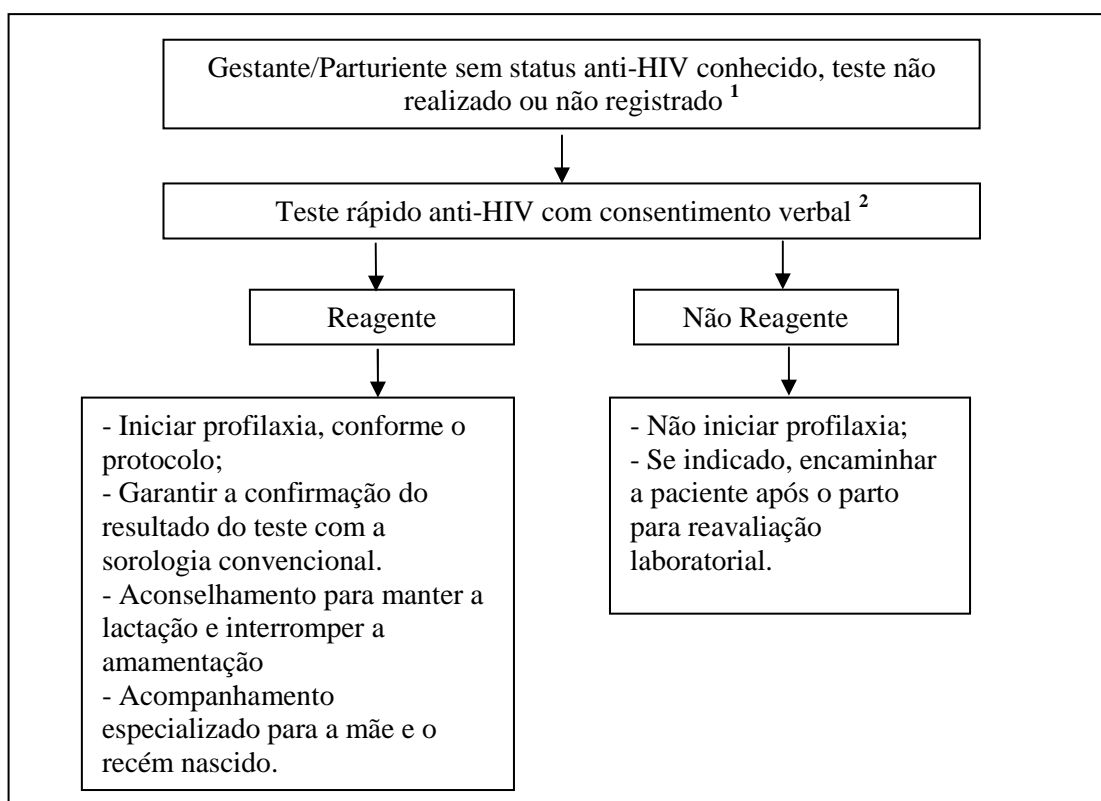 Gestante/Parturiente sem status anti-HIV conhecido, teste não
realizado ou não registrado 1
Teste rápido anti-HIV com consentimento verbal 2
Reagente
Não Reagente
- Iniciar profilaxia, conforme o
protocolo;
- Garantir a confirmação do
resultado do teste com a
sorologia convencional.
- Aconselhamento para manter a
lactação e interromper a
amamentação
- Acompanhamento
especializado para a mãe e o
recém nascido.
- Não iniciar profilaxia;
- Se indicado, encaminhar
a paciente após o parto
para reavaliação
laboratorial.